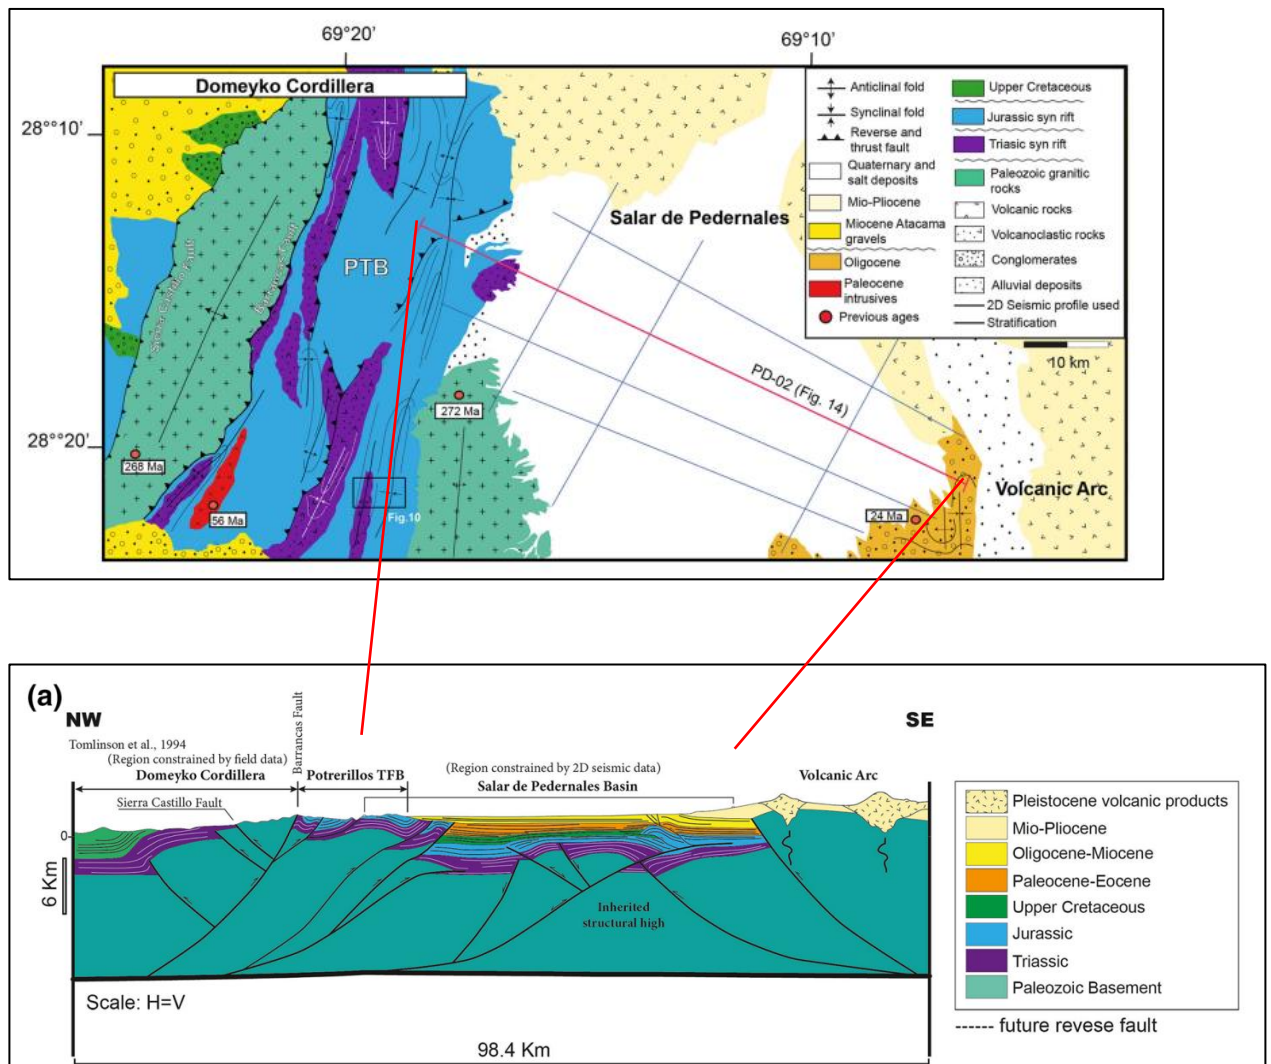 69°20'
69°10'
Domeyko Cordillera
28°10'
28°20'
Sierra Castillo Fault
Barrancas Fault
PTB
Salar de Pedernales
PD-02 (Fig. 14)
Volcanic Arc
272 Ma
268 Ma
56 Ma
24 Ma
Fig.10
Anticlinal fold
Synclinal fold
Reverse and
thrust fault
Quaternary and
salt deposits
Mio-Pliocene
Miocene Atacama
gravels
Oligocene
Paleocene
intrusives
Previous ages
Upper Cretaceous
Jurassic syn rift
Triasic syn rift
Paleozoic granitic
rocks
Volcanic rocks
Volcanoclastic rocks
Conglomerates
Alluvial deposits
2D Seismic profile used
Stratification
10 km
(a)
NW
SE
Tomlinson et al., 1994
(Region constrained by field data)
Domeyko Cordillera
Sierra Castillo Fault
Barrancas Fault
Potrerillos TFB
(Region constrained by 2D seismic data)
Salar de Pedernales Basin
Volcanic Arc
0
6 Km
Inherited
structural high
Scale: H=V
98.4 Km
Pleistocene volcanic products
Mio-Pliocene
Oligocene-Miocene
Paleocene-Eocene
Upper Cretaceous
Jurassic
Triassic
Paleozoic Basement
future revese fault